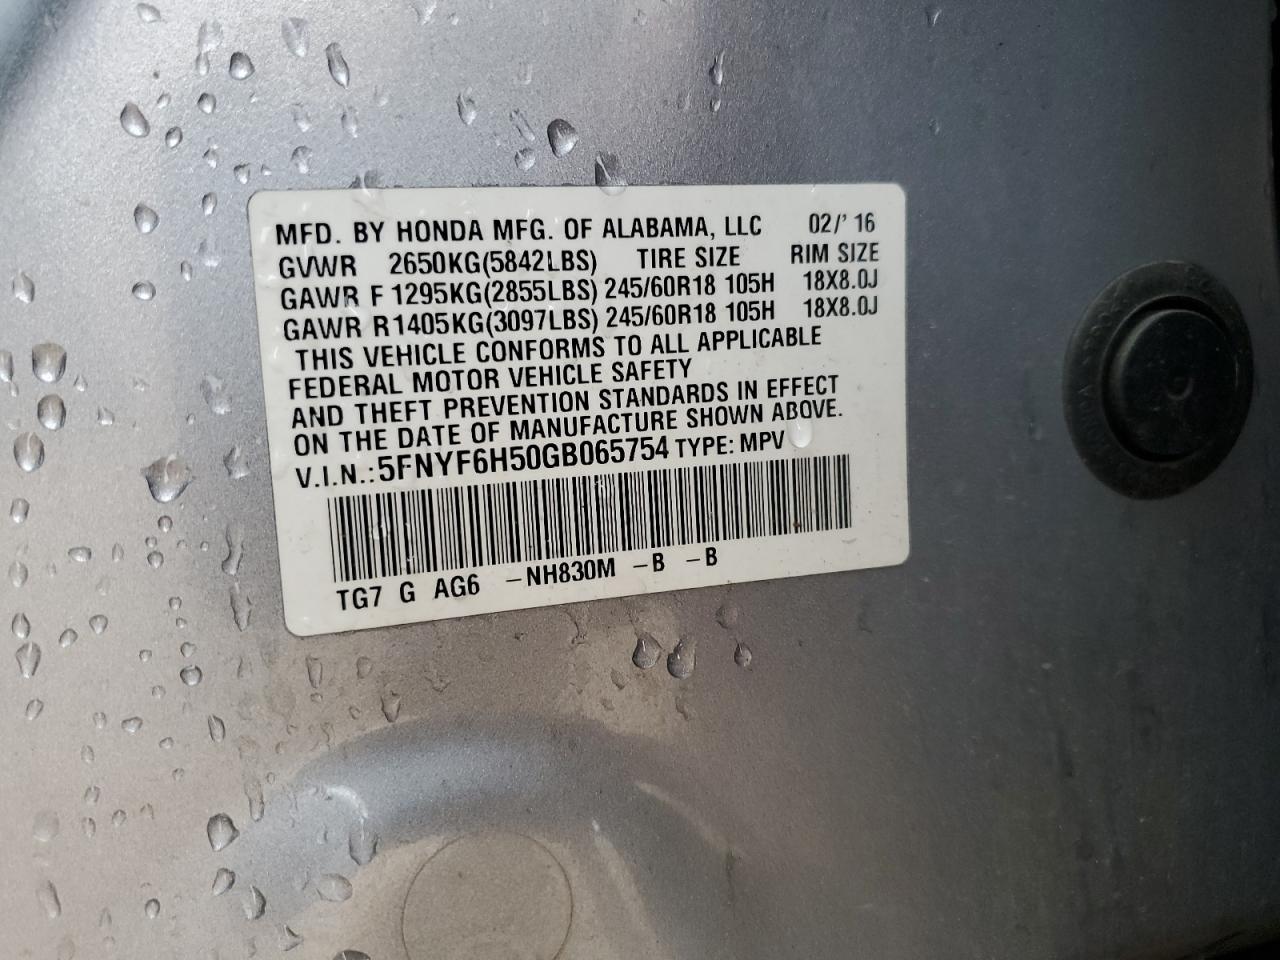 MFD. BY HONDA MFG. OF ALABAMA, LLC 02/' 16
GVWR 2650KG(5842LBS) TIRE SIZE RIM SIZE
GAWR F 1295KG(2855LBS) 245/60R18 105H 18X8.0J
GAWR R1405KG(3097LBS) 245/60R18 105H 18X8.0J
THIS VEHICLE CONFORMS TO ALL APPLICABLE
FEDERAL MOTOR VEHICLE SAFETY
AND THEFT PREVENTION STANDARDS IN EFFECT
ON THE DATE OF MANUFACTURE SHOWN ABOVE.
V.I.N.: 5FNYF6H50GB065754 TYPE: MPV
TG7 G AG6 -NH830M -B -B